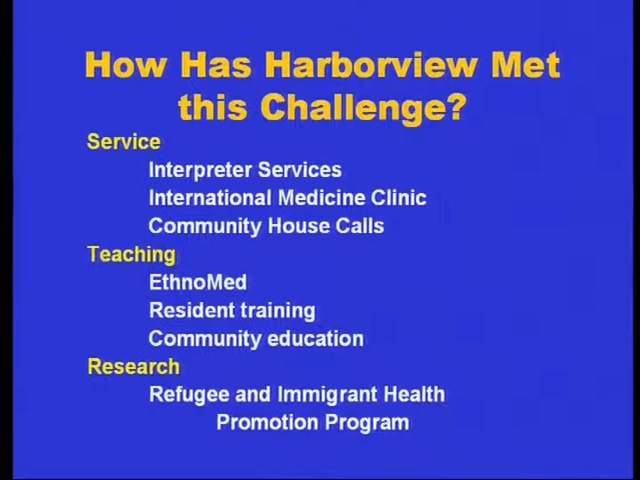 How Has Harborview Met
this Challenge?
Service
Interpreter Services
International Medicine Clinic
Community House Calls
Teaching
EthnoMed
Resident training
Community education
Research
Refugee and Immigrant Health
Promotion Program